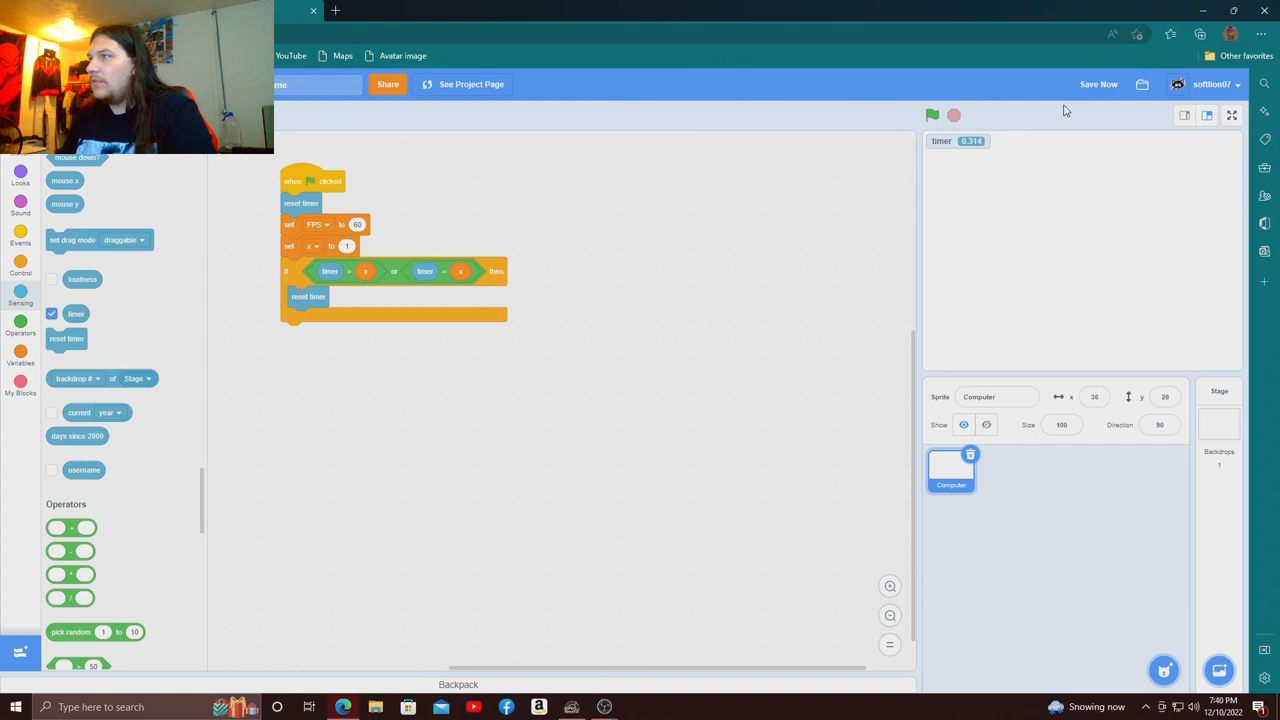 YouTube Maps Avatar image Other favorites
me Share See Project Page Save Now softlion07
timer 0.314
mouse down?
Looks
mouse x
Sound
mouse y
Events
set drag mode draggable
Control
loudness
Sensing
timer
Operators
reset timer
Variables
backdrop # of Stage
My Blocks
current year
days since 2000
username
Operators
+
-
*
/
pick random 1 to 10
> 50
when clicked
reset timer
set FPS to 60
set x to 1
if timer > x or timer = x then
reset timer
Sprite Computer x 36 y 28
Show Size 100 Direction 90
Computer
Stage
Backdrops
1
Backpack
Type here to search
Snowing now
7:40 PM
12/10/2022
1